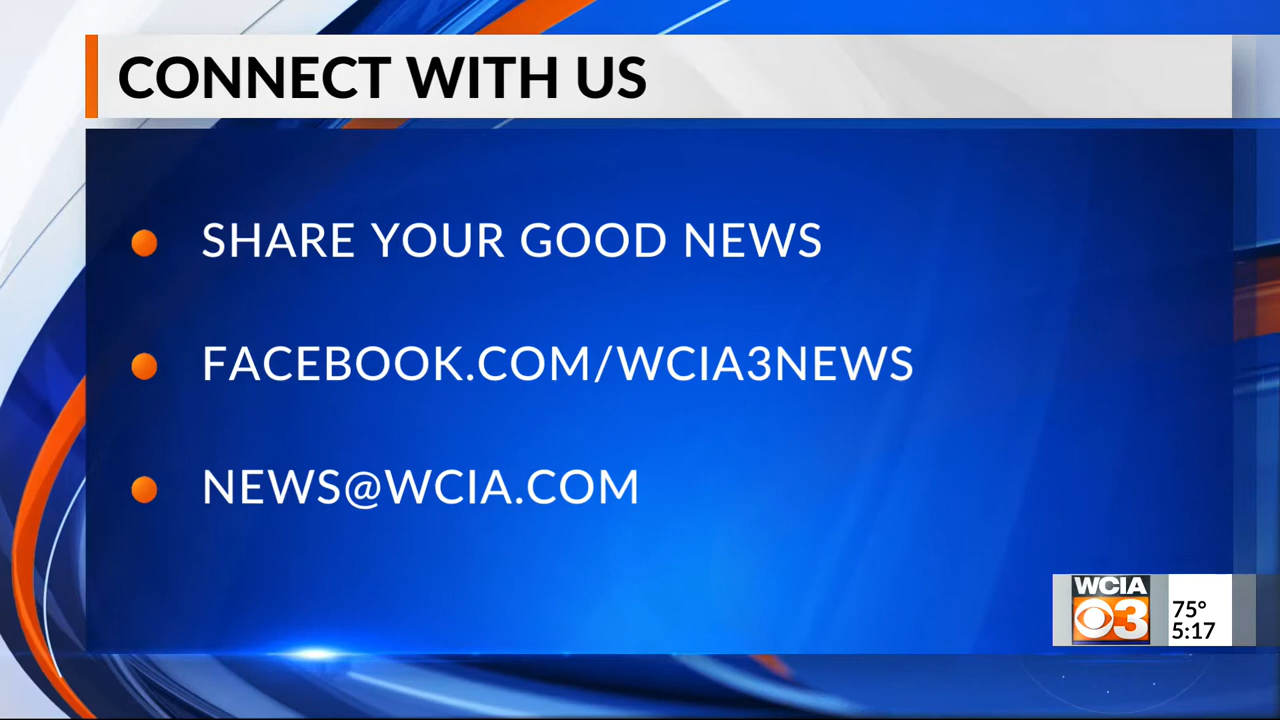 CONNECT WITH US
SHARE YOUR GOOD NEWS
FACEBOOK.COM/WCIA3NEWS
NEWS@WCIA.COM
WCIA
3
75°
5:17